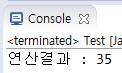 Console
<terminated> Test [Ja
연산결과 : 35